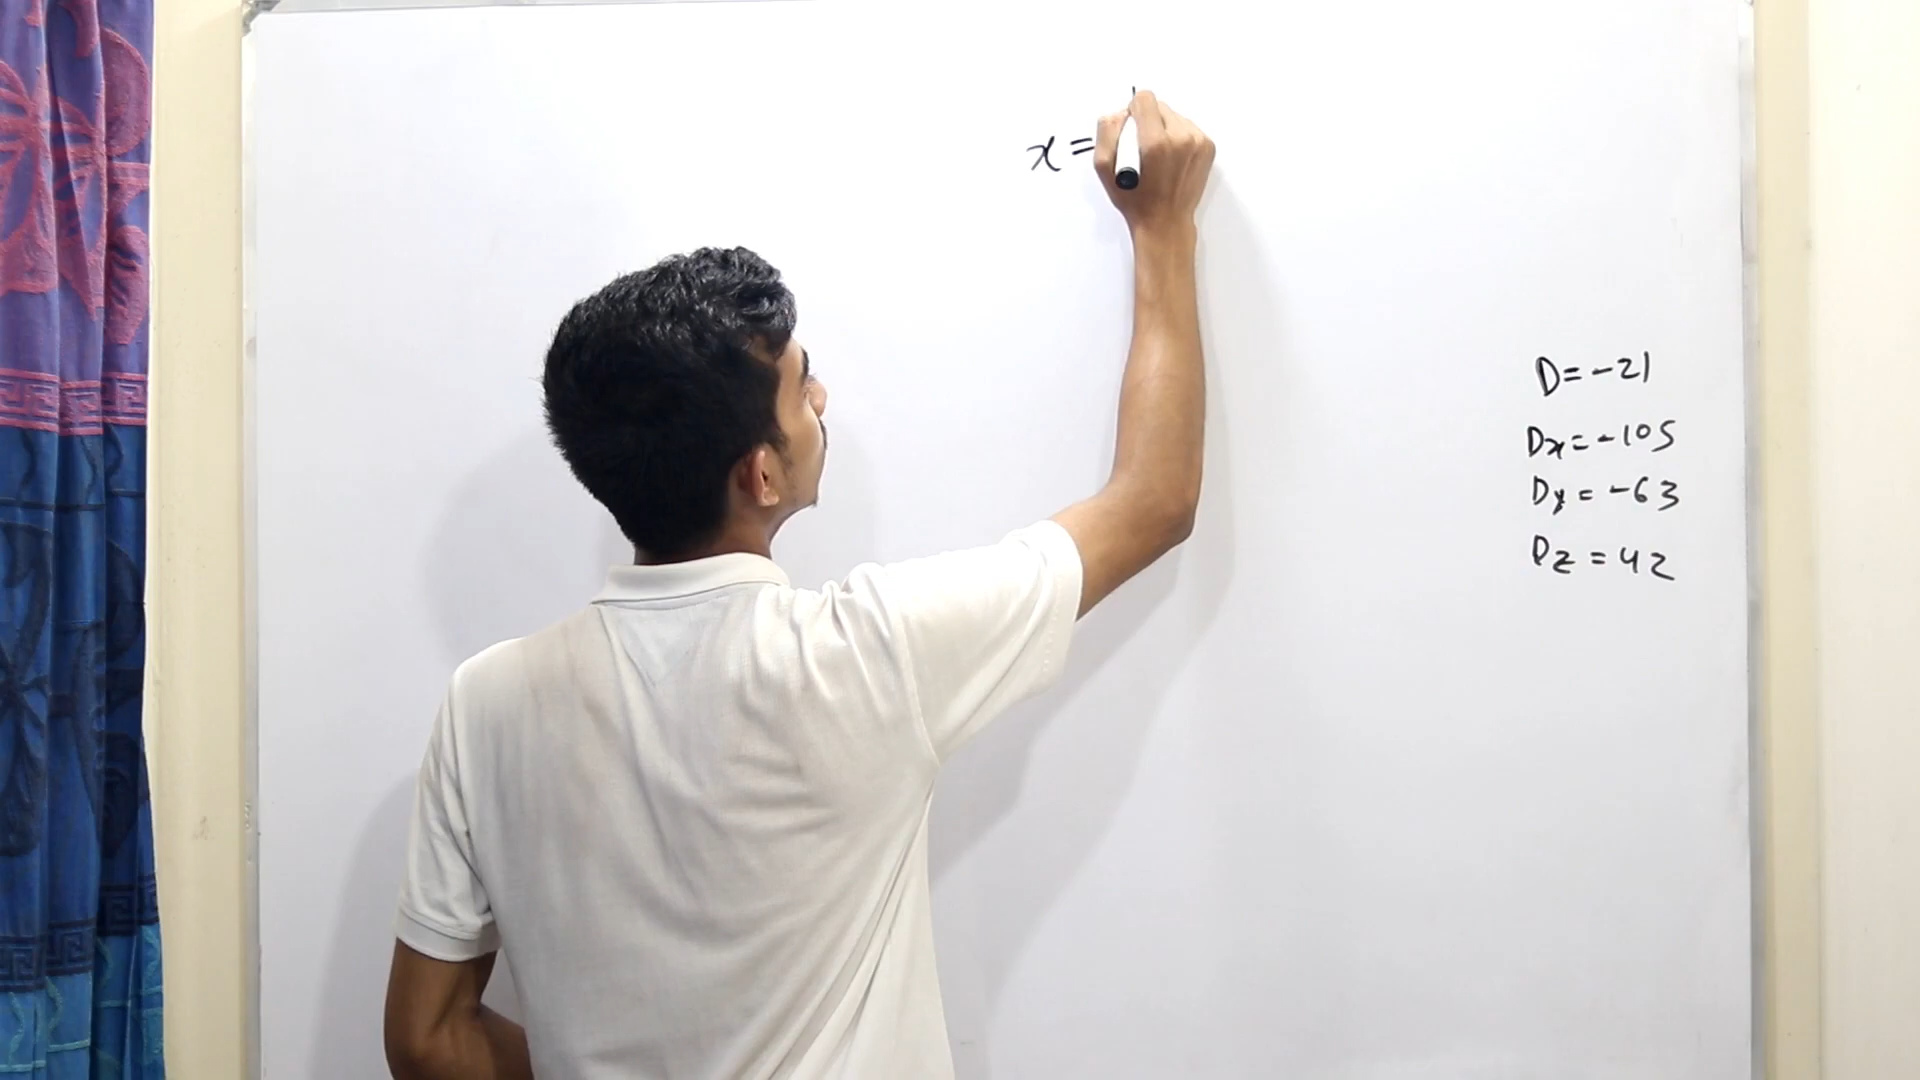 x =
D = -21
Dx = -105
Dy = -63
Dz = 42